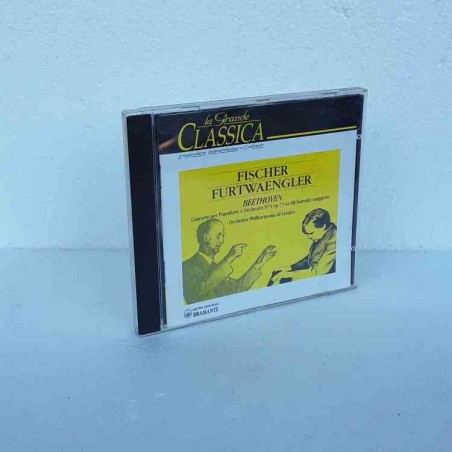 la Grande
CLASSICA
FISCHER
FURTWAENGLER
BEETHOVEN
Concerto per Pianoforte e Orchestra N° 5 op 73 in MI bemolle maggiore
Orchestra Philharmonia di Londra
BRAMANTE